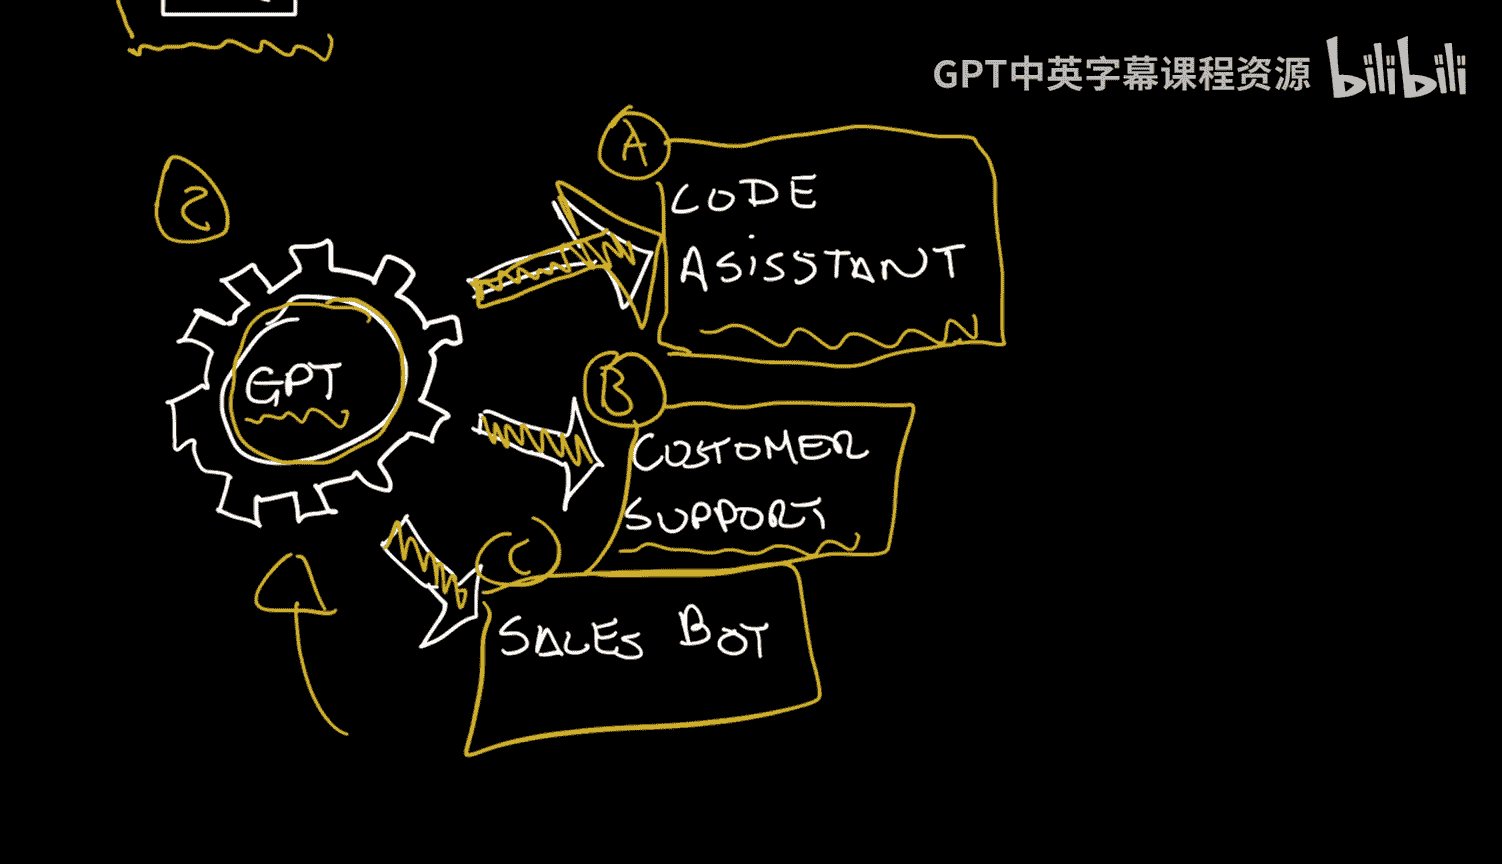 GPT中英字幕课程资源 bilibili
2
A
CODE
ASISSTANT
GPT
B
CUSTOMER
SUPPORT
C
SALES BOT